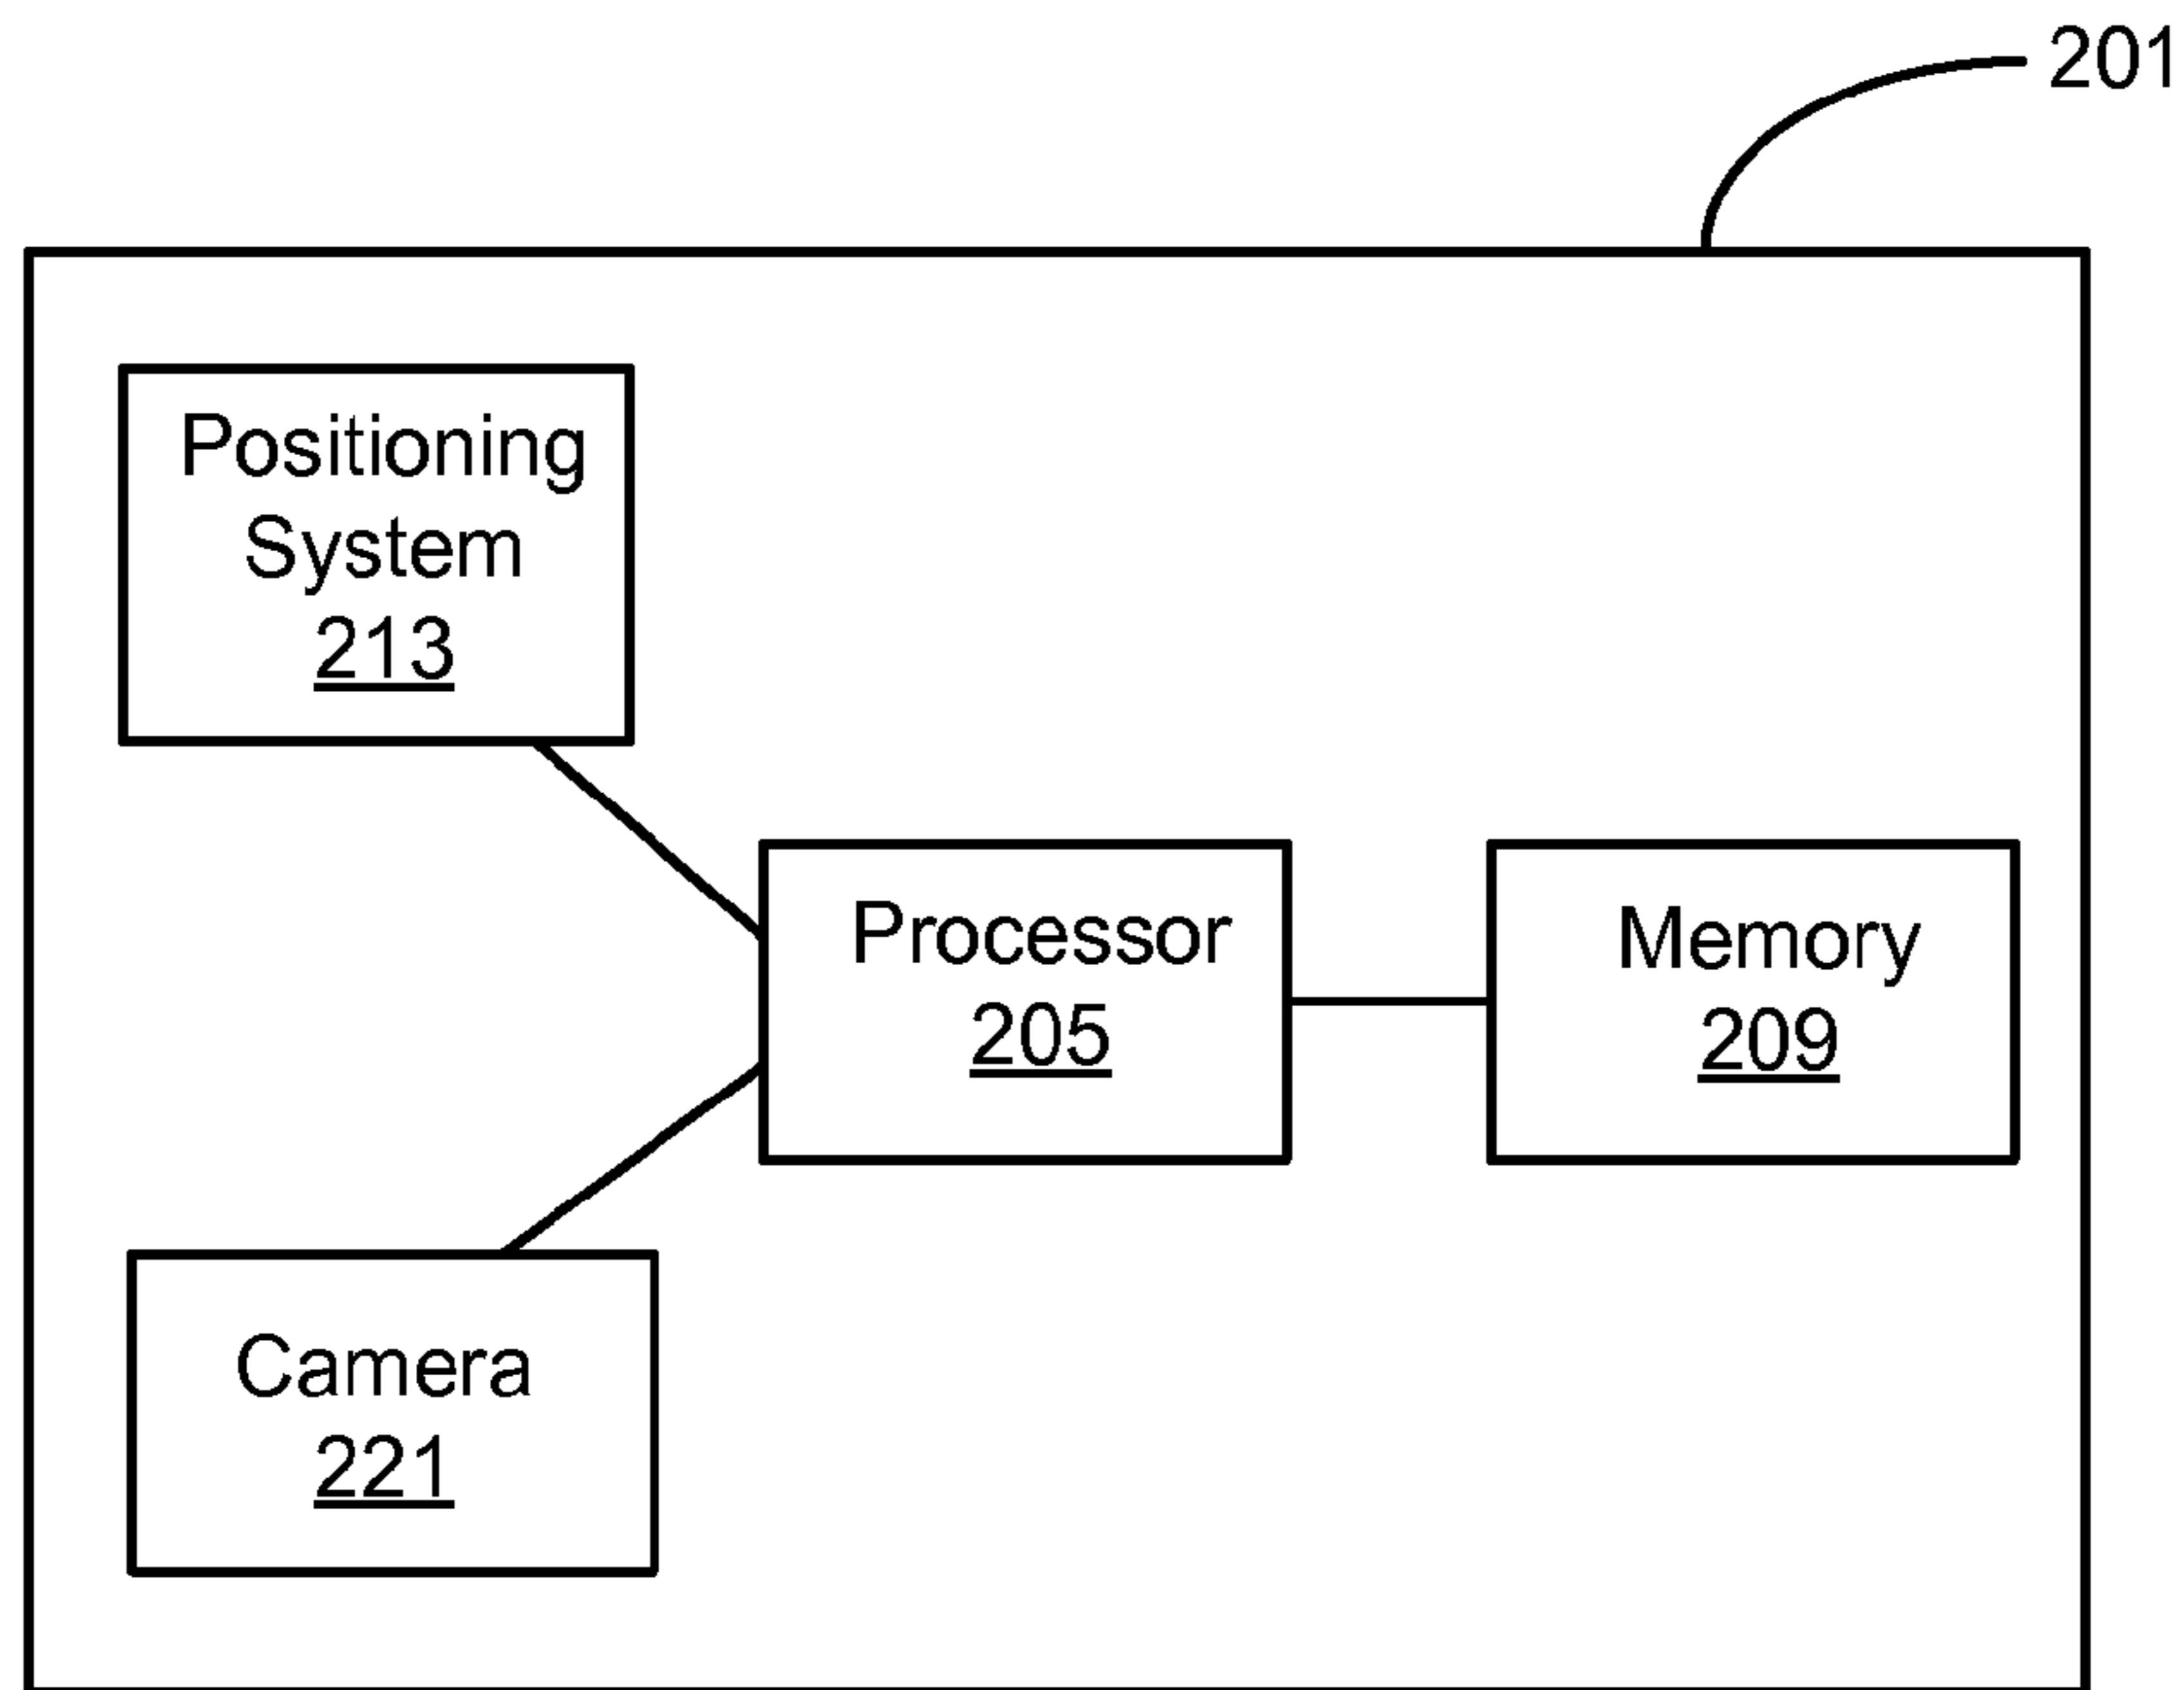 201
Positioning
System
213
Processor
205
Memory
209
Camera
221